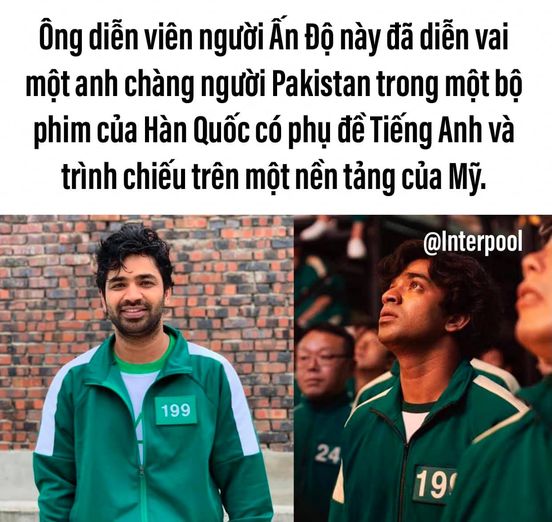 Ông diễn viên người Ấn Độ này đã diễn vai
một anh chàng người Pakistan trong một bộ
phim của Hàn Quốc có phụ đề Tiếng Anh và
trình chiếu trên một nền tảng của Mỹ.
@Interpool
199
24
199